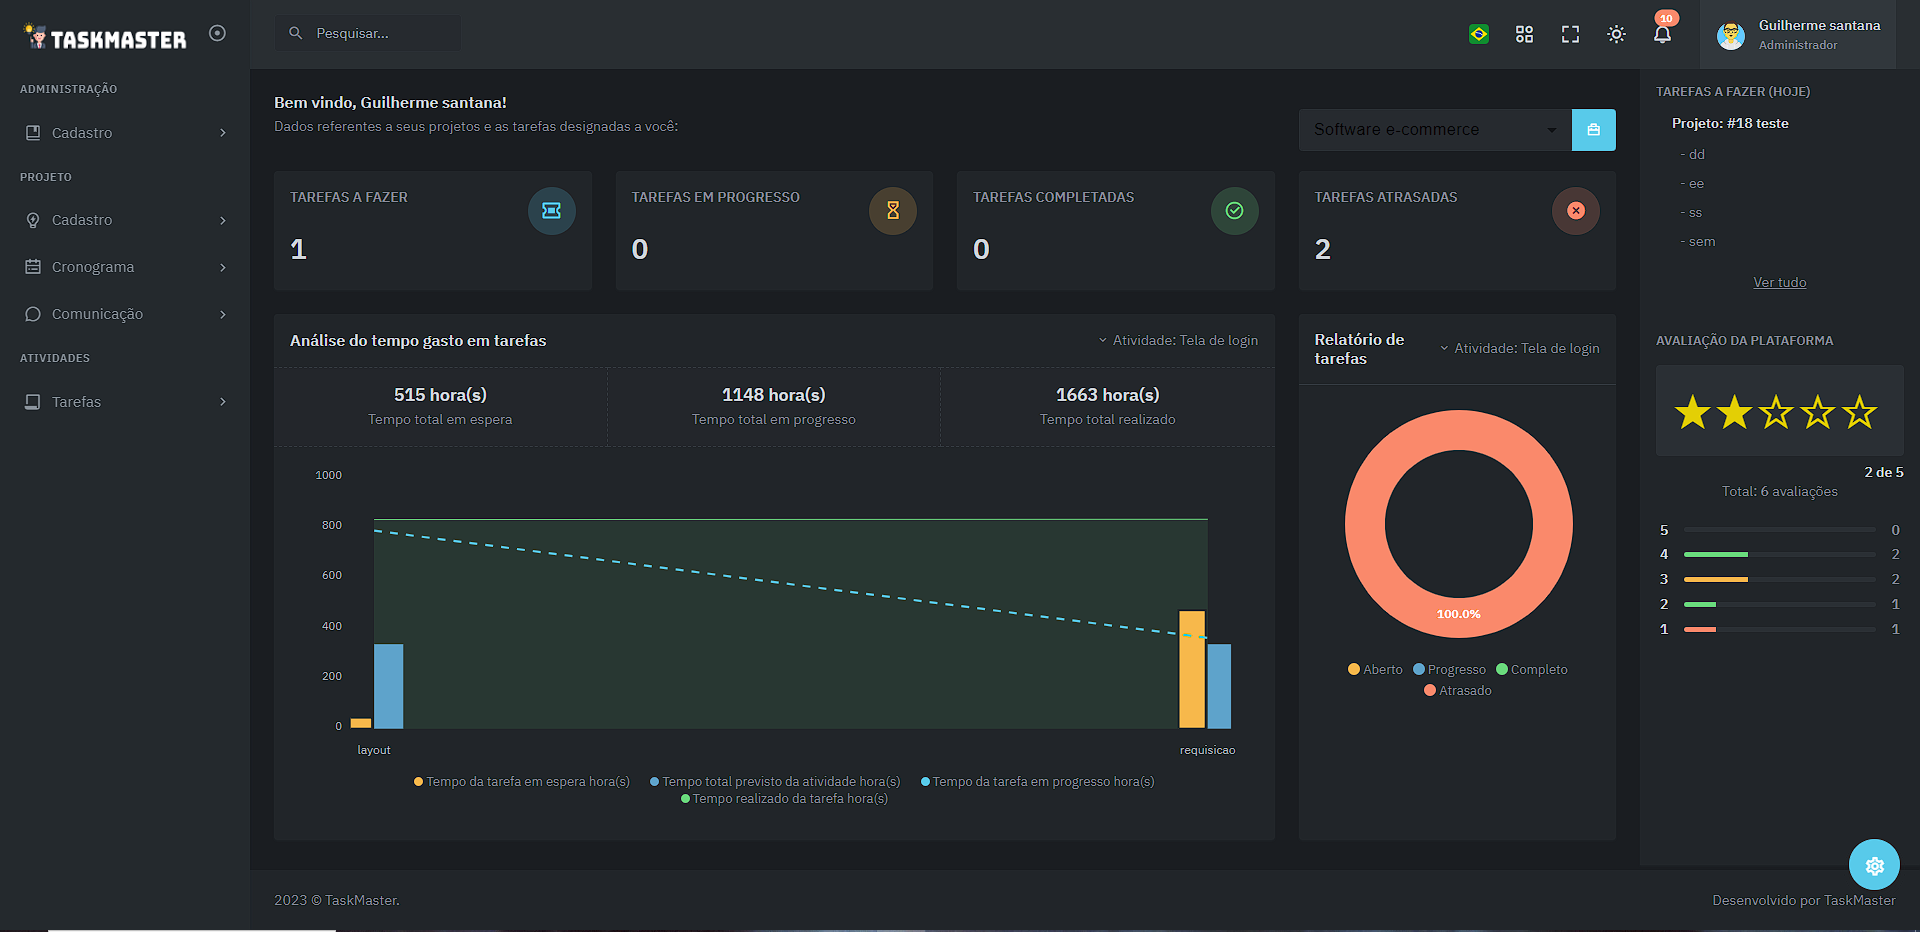 TASKMASTER
ADMINISTRAÇÃO
Cadastro
PROJETO
Cadastro
Cronograma
Comunicação
ATIVIDADES
Tarefas
Pesquisar...
10
Guilherme santana
Administrador
Bem vindo, Guilherme santana!
Dados referentes a seus projetos e as tarefas designadas a você:
Software e-commerce
TAREFAS A FAZER
1
TAREFAS EM PROGRESSO
0
TAREFAS COMPLETADAS
0
TAREFAS ATRASADAS
2
Análise do tempo gasto em tarefas
Atividade: Tela de login
515 hora(s)
Tempo total em espera
1148 hora(s)
Tempo total em progresso
1663 hora(s)
Tempo total realizado
1000
800
600
400
200
0
layout
requisicao
Tempo da tarefa em espera hora(s)
Tempo total previsto da atividade hora(s)
Tempo da tarefa em progresso hora(s)
Tempo realizado da tarefa hora(s)
Relatório de
tarefas
Atividade: Tela de login
100.0%
Aberto
Progresso
Completo
Atrasado
TAREFAS A FAZER (HOJE)
Projeto: #18 teste
- dd
- ee
- ss
- sem
Ver tudo
AVALIAÇÃO DA PLATAFORMA
2 de 5
Total: 6 avaliações
5 0
4 2
3 2
2 1
1 1
2023 © TaskMaster.
Desenvolvido por TaskMaster